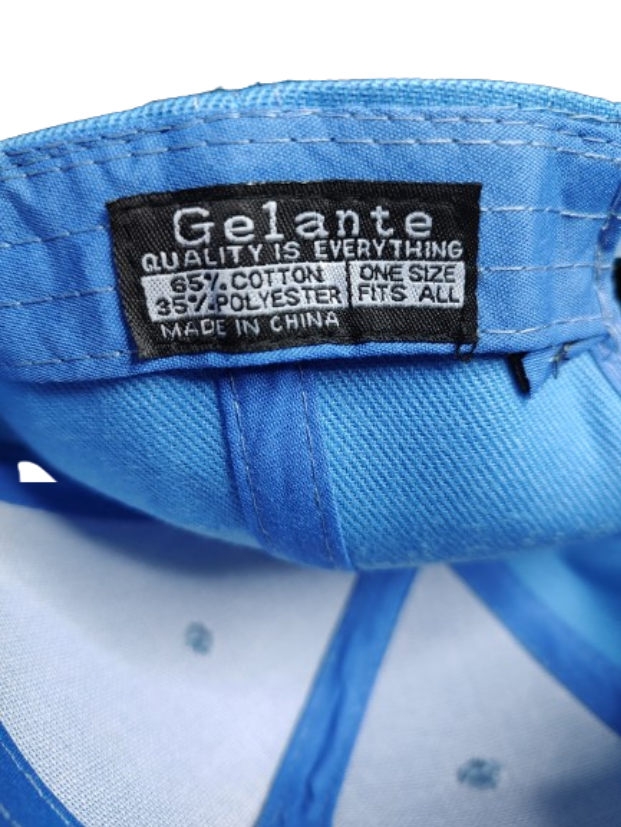 Gelante
QUALITY IS EVERYTHING
65% COTTON
35% POLYESTER
ONE SIZE
FITS ALL
MADE IN CHINA